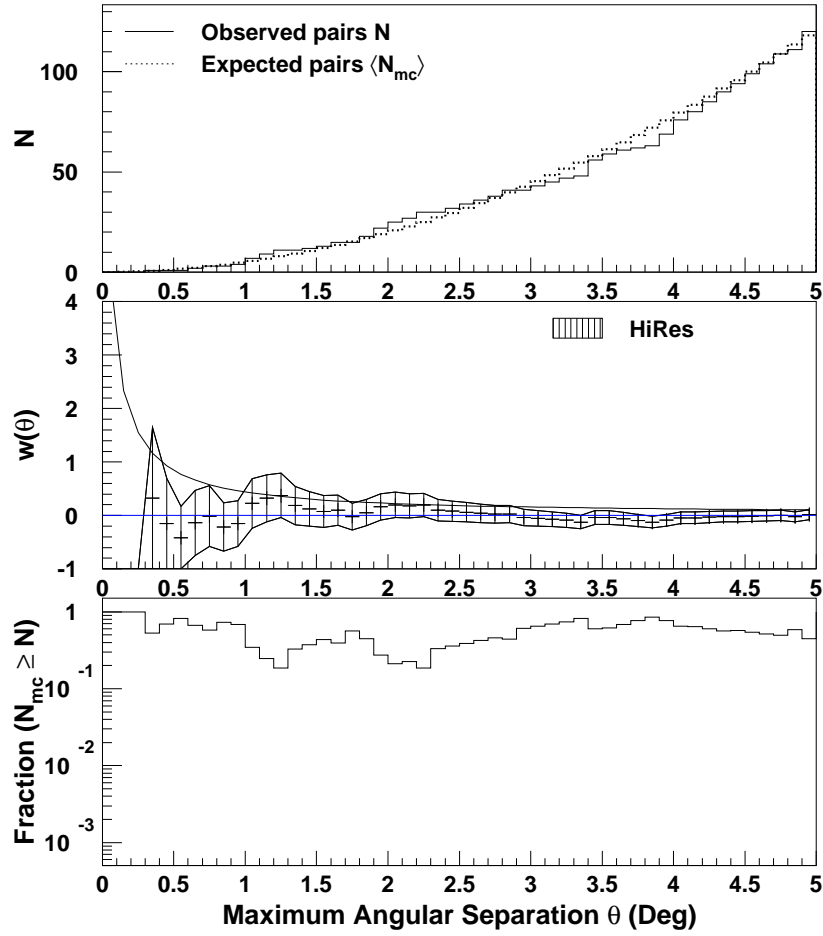 Observed pairs N
Expected pairs ⟨N_mc⟩
N
100
50
0
0 0.5 1 1.5 2 2.5 3 3.5 4 4.5 5
HiRes
w(θ)
4
3
2
1
0
-1
0 0.5 1 1.5 2 2.5 3 3.5 4 4.5 5
Fraction (N_mc ≥ N)
1
10^-1
10^-2
10^-3
0 0.5 1 1.5 2 2.5 3 3.5 4 4.5 5
Maximum Angular Separation θ (Deg)